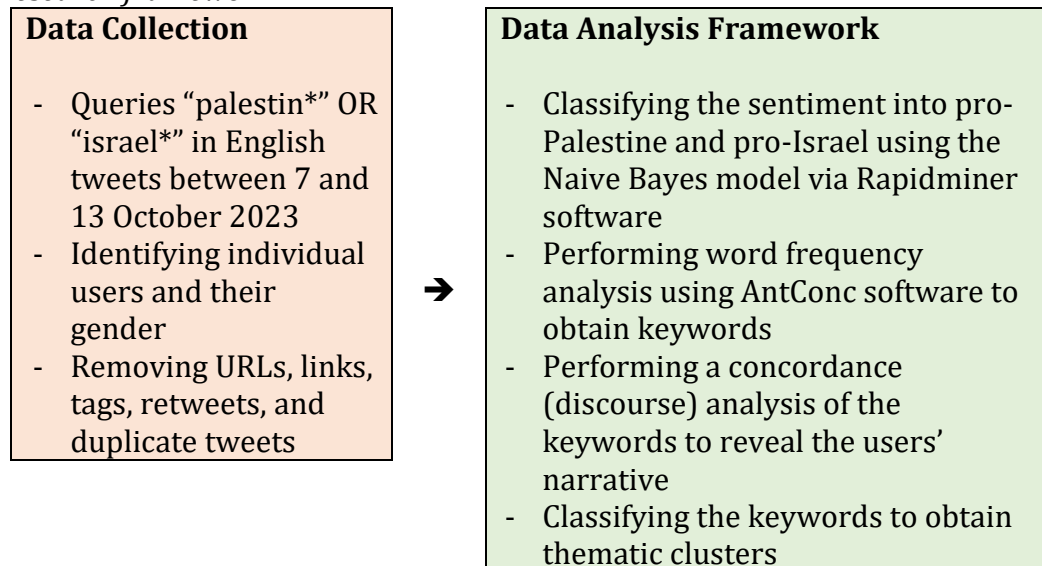 Data Collection
- Queries “palestin*” OR
“israel*” in English
tweets between 7 and
13 October 2023
- Identifying individual
users and their
gender
- Removing URLs, links,
tags, retweets, and
duplicate tweets
➔
Data Analysis Framework
- Classifying the sentiment into pro-
Palestine and pro-Israel using the
Naive Bayes model via Rapidminer
software
- Performing word frequency
analysis using AntConc software to
obtain keywords
- Performing a concordance
(discourse) analysis of the
keywords to reveal the users’
narrative
- Classifying the keywords to obtain
thematic clusters